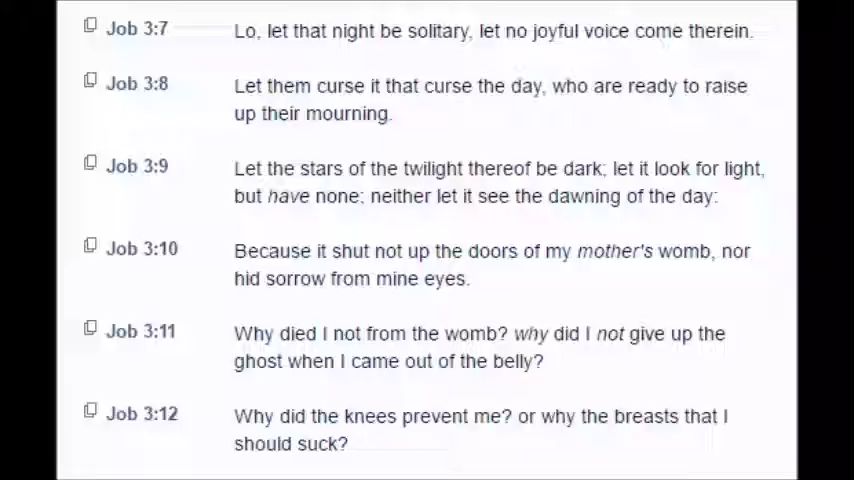 Job 3:7 Lo, let that night be solitary, let no joyful voice come therein.
Job 3:8 Let them curse it that curse the day, who are ready to raise
up their mourning.
Job 3:9 Let the stars of the twilight thereof be dark; let it look for light,
but have none; neither let it see the dawning of the day:
Job 3:10 Because it shut not up the doors of my mother's womb, nor
hid sorrow from mine eyes.
Job 3:11 Why died I not from the womb? why did I not give up the
ghost when I came out of the belly?
Job 3:12 Why did the knees prevent me? or why the breasts that I
should suck?